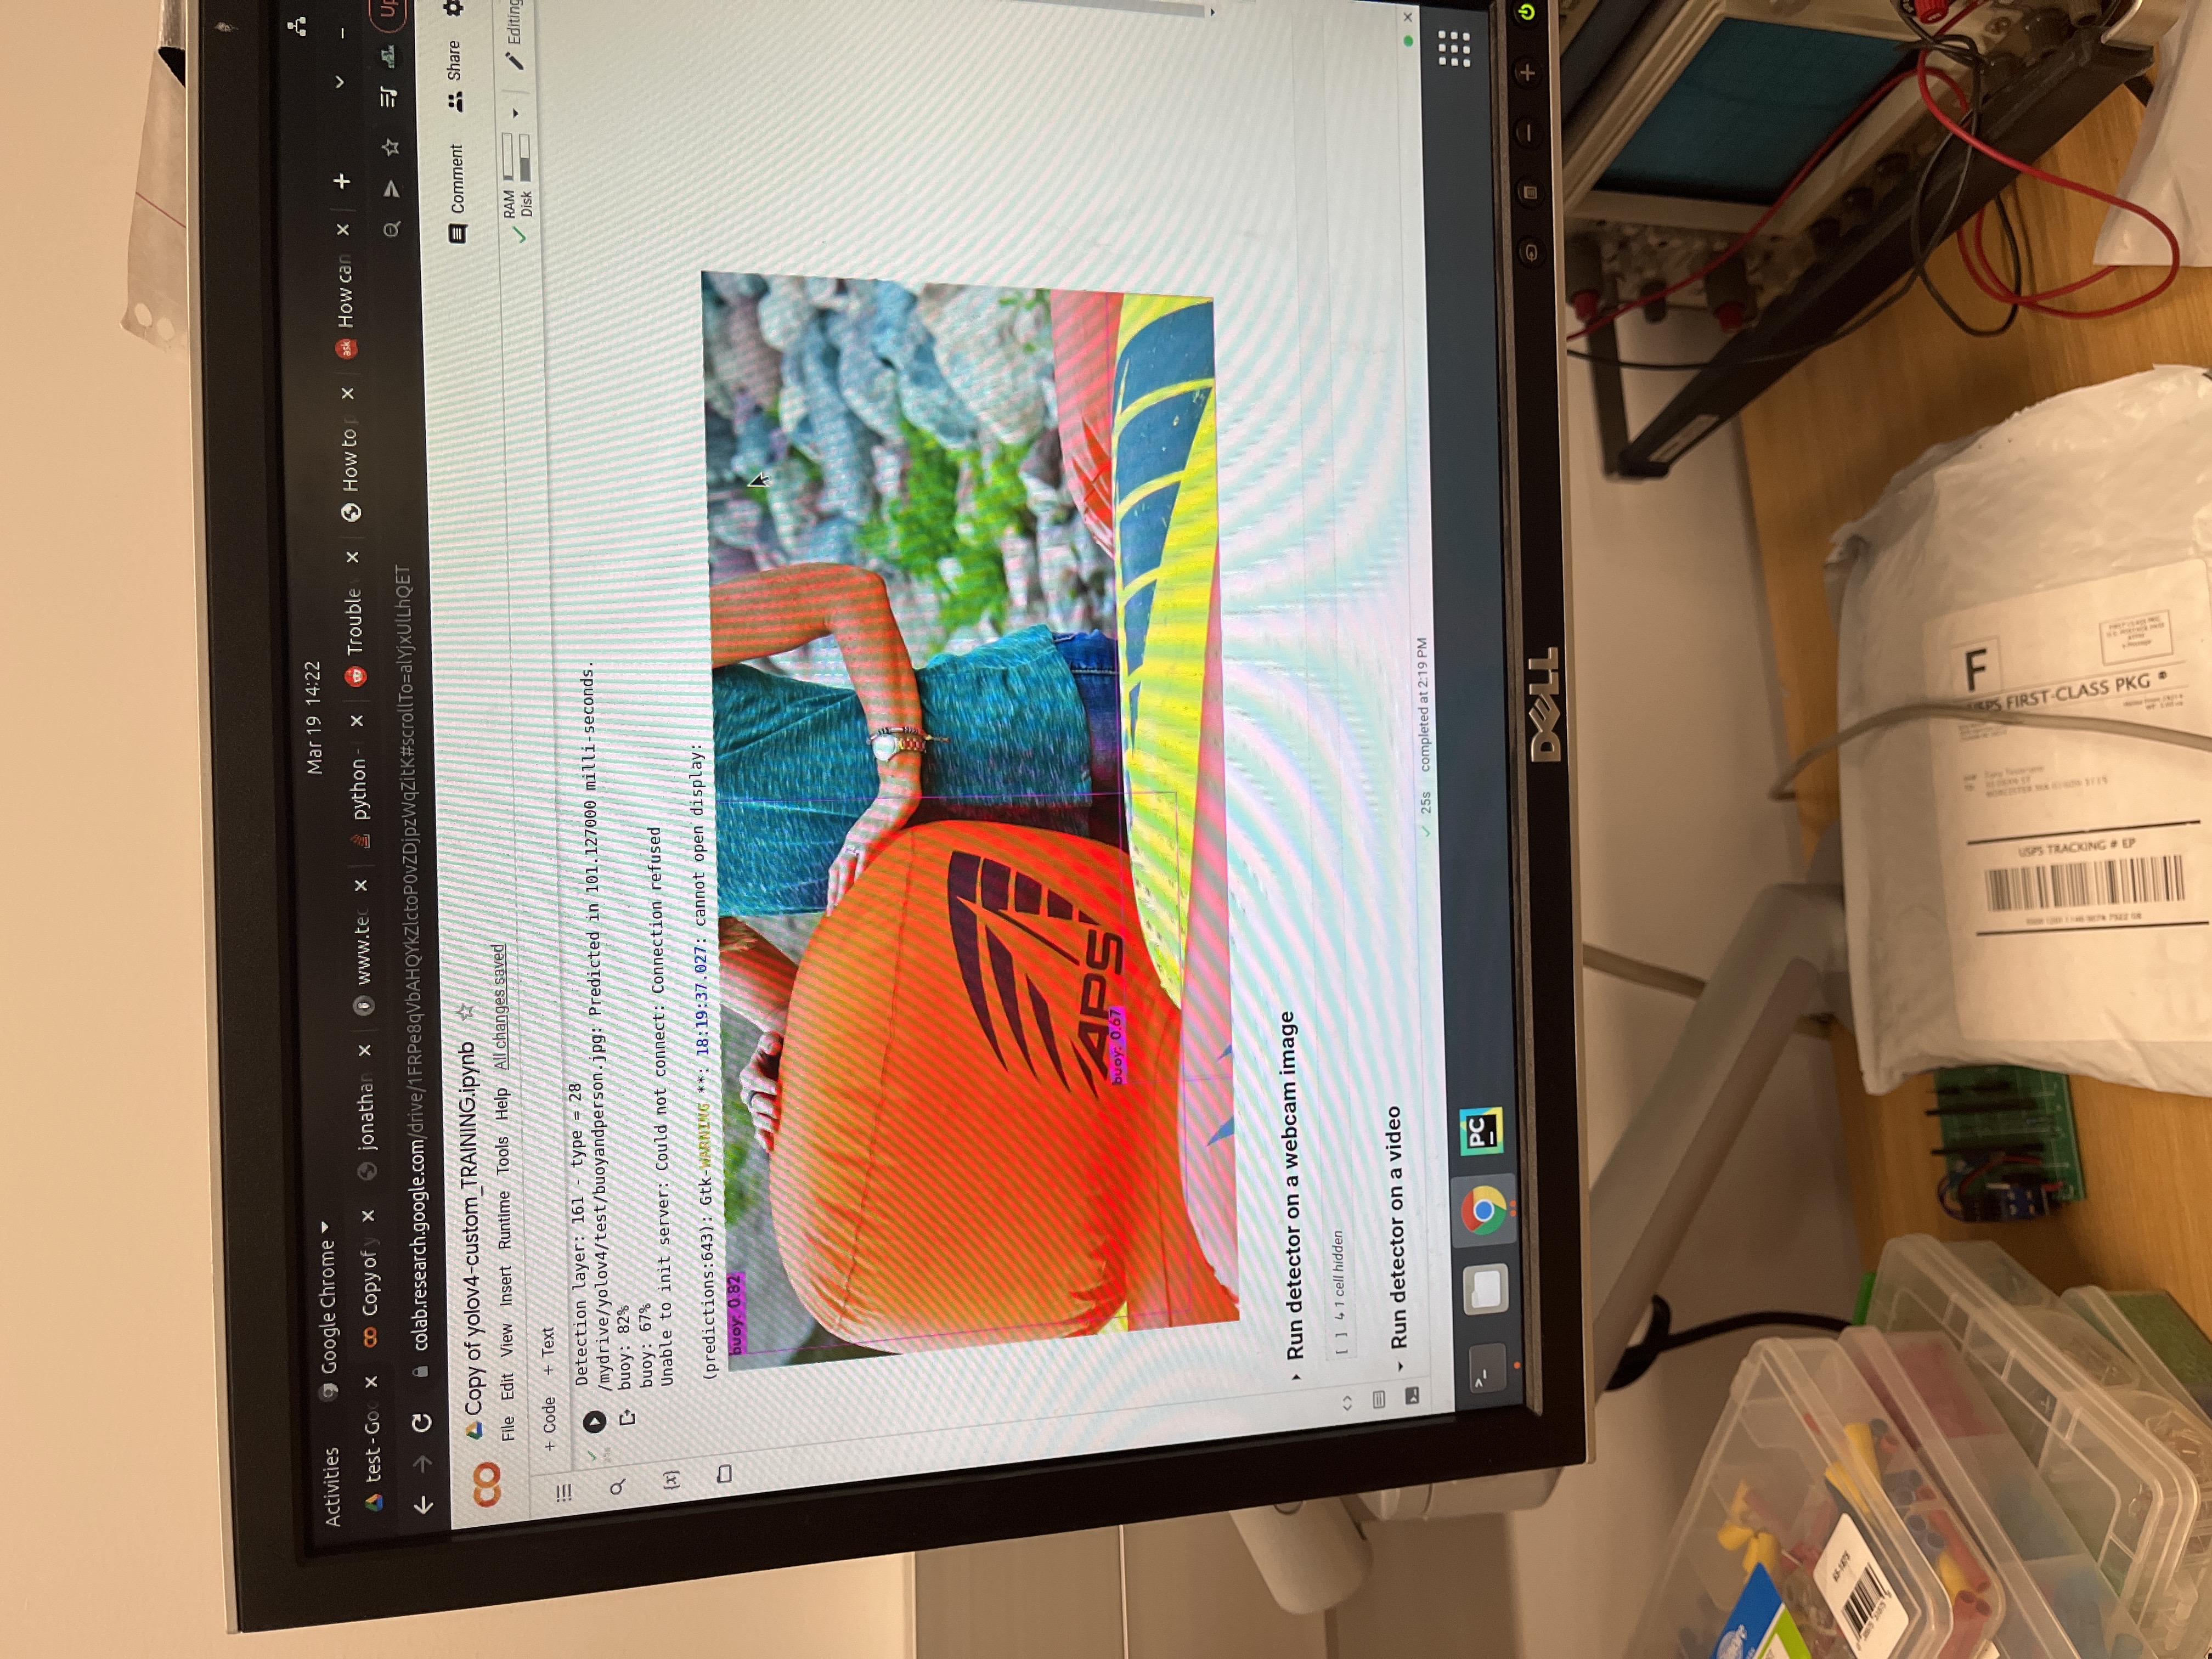 Activities
Google Chrome
Mar 19 14:22
test - Goo
Copy of y
jonathan
www.tec
python -
Trouble
How to p
ask
How can
colab.research.google.com/drive/1FRPe8qVbAHQYkZlctoP0vZDjpzWqZitK#scrollTo=alYjxUlLhQET
Up
Copy of yolov4-custom_TRAINING.ipynb
Comment
Share
File Edit View Insert Runtime Tools Help All changes saved
RAM
Disk
Editing
+ Code + Text
Detection layer: 161 - type = 28
/mydrive/yolov4/test/buoyandperson.jpg: Predicted in 101.127000 milli-seconds.
buoy: 82%
buoy: 67%
Unable to init server: Could not connect: Connection refused
(predictions:643): Gtk-WARNING **: 18:19:37.027: cannot open display:
buoy: 0.82
APS
buoy: 0.67
Run detector on a webcam image
[ ] ↳ 1 cell hidden
Run detector on a video
25s completed at 2:19 PM
PC
DELL
F
USPS FIRST-CLASS PKG
USPS TRACKING # EP